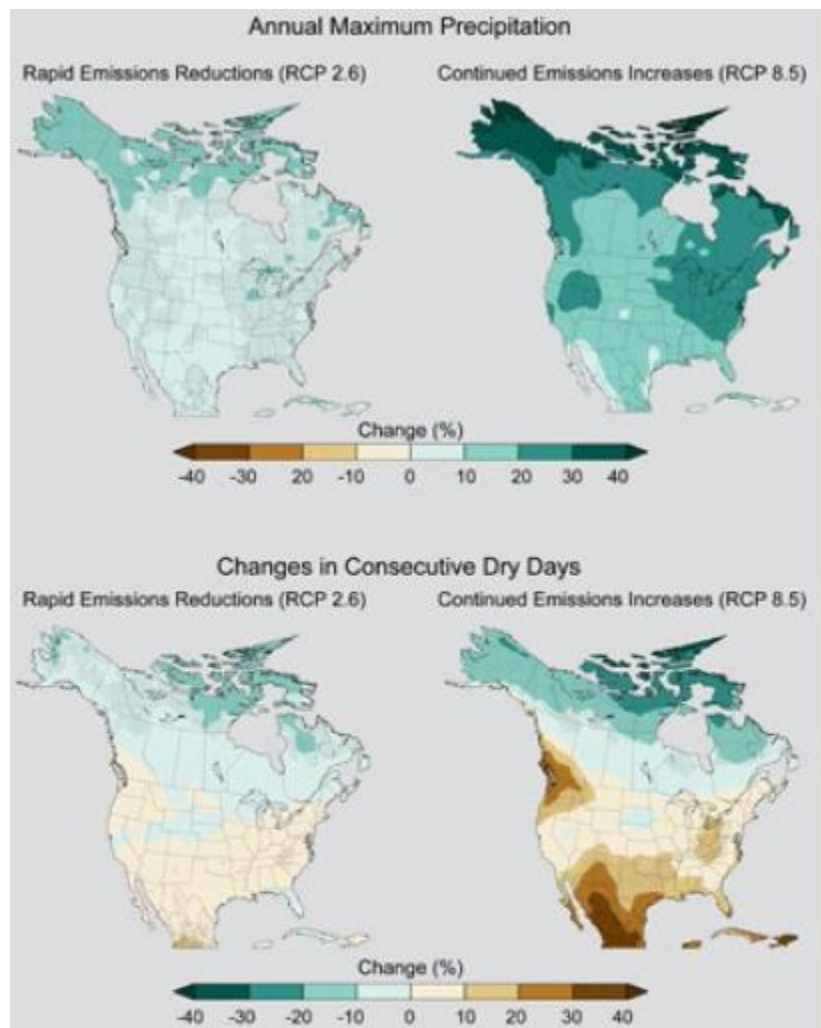 Annual Maximum Precipitation
Rapid Emissions Reductions (RCP 2.6) Continued Emissions Increases (RCP 8.5)
Change (%)
-40 -30 20 -10 0 10 20 30 40
Changes in Consecutive Dry Days
Rapid Emissions Reductions (RCP 2.6) Continued Emissions Increases (RCP 8.5)
Change (%)
-40 -30 -20 -10 0 10 20 30 40